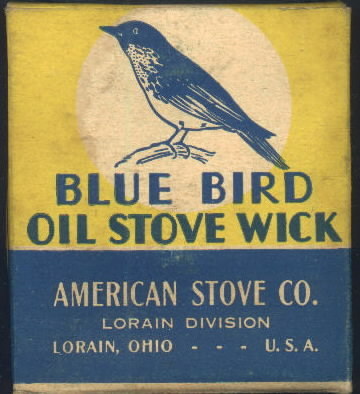 BLUE BIRD
OIL STOVE WICK
AMERICAN STOVE CO.
LORAIN DIVISION
LORAIN, OHIO - - - U. S. A.